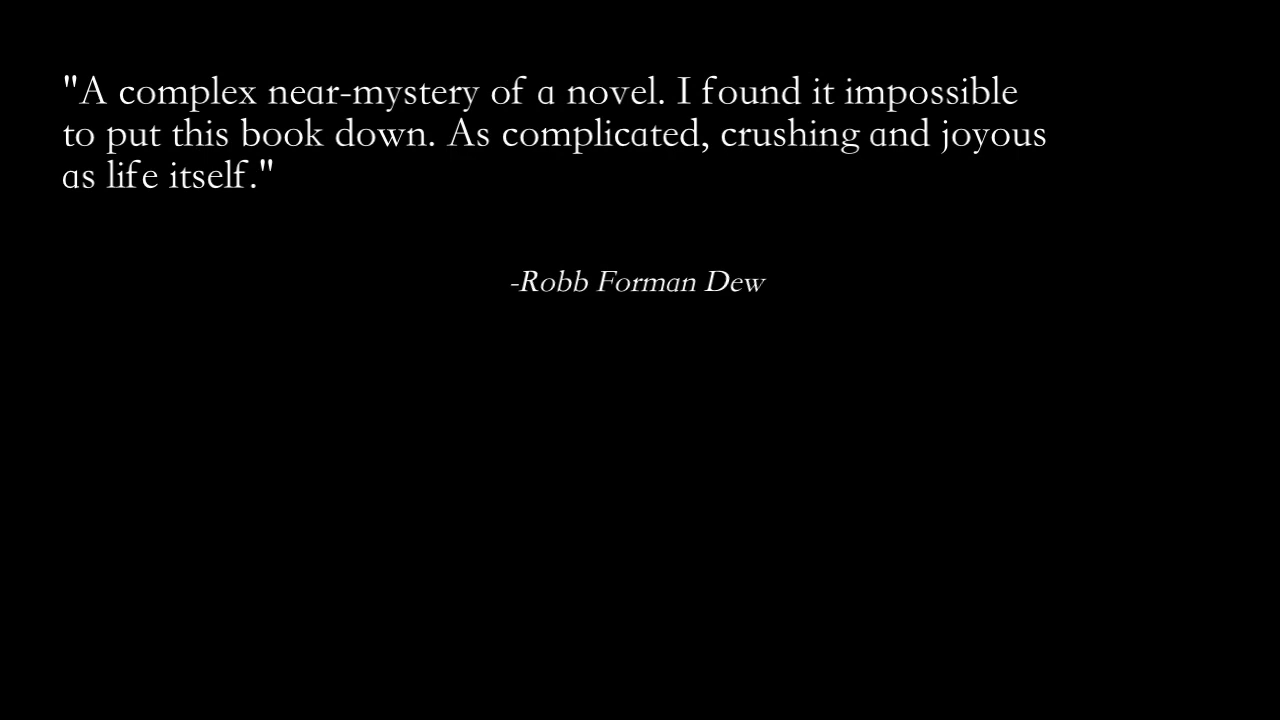 "A complex near-mystery of a novel. I found it impossible
to put this book down. As complicated, crushing and joyous
as life itself."
-Robb Forman Dew